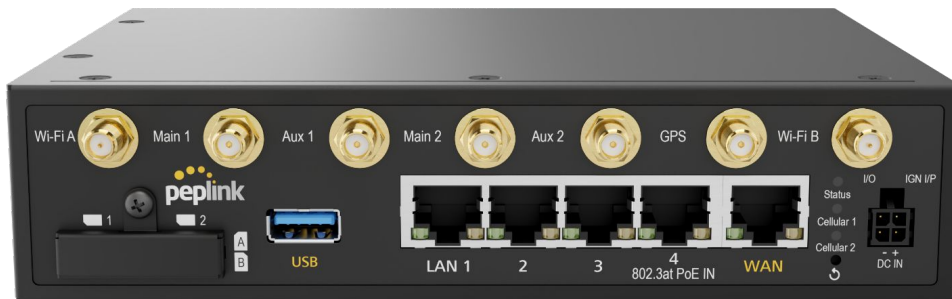 Wi-Fi A
Main 1
Aux 1
Main 2
Aux 2
GPS
Wi-Fi B
peplink
1
2
A
B
USB
LAN 1
2
3
4
802.3at PoE IN
WAN
Status
Cellular 1
Cellular 2
I/O
IGN I/P
- +
DC IN